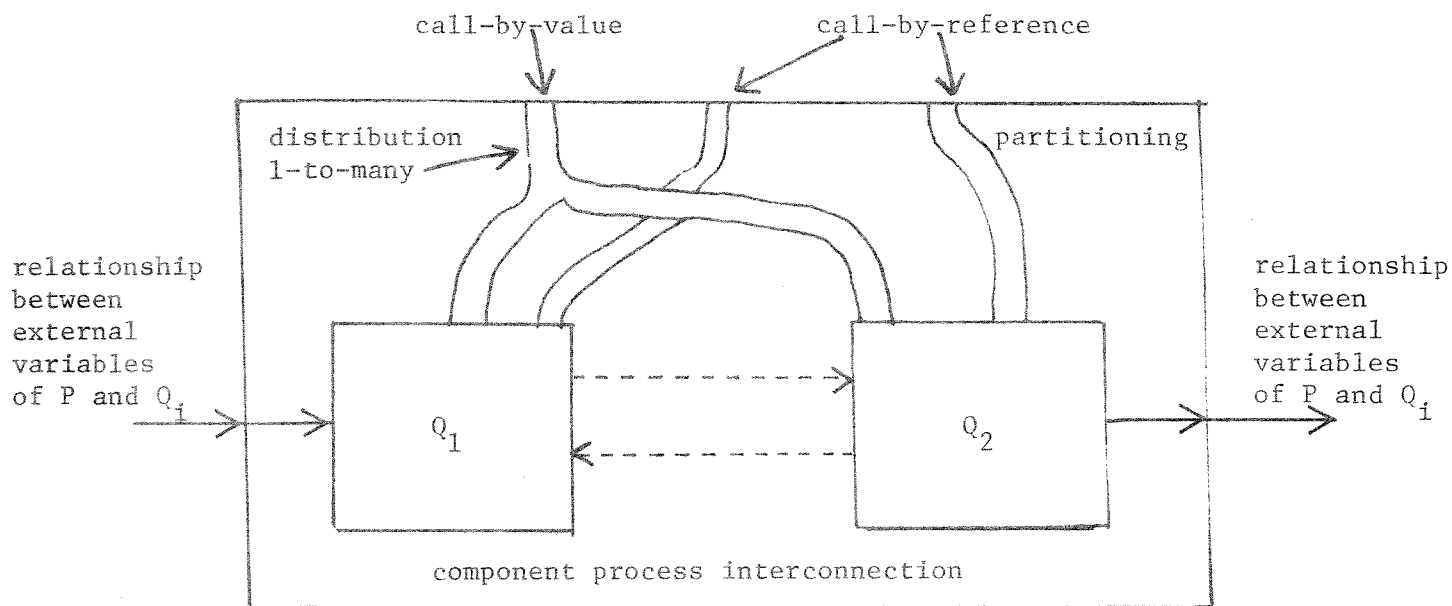 call-by-value
call-by-reference
distribution
1-to-many
partitioning
relationship
between
external
variables
of P and Q_i
relationship
between
external
variables
of P and Q_i
Q_1
Q_2
component process interconnection